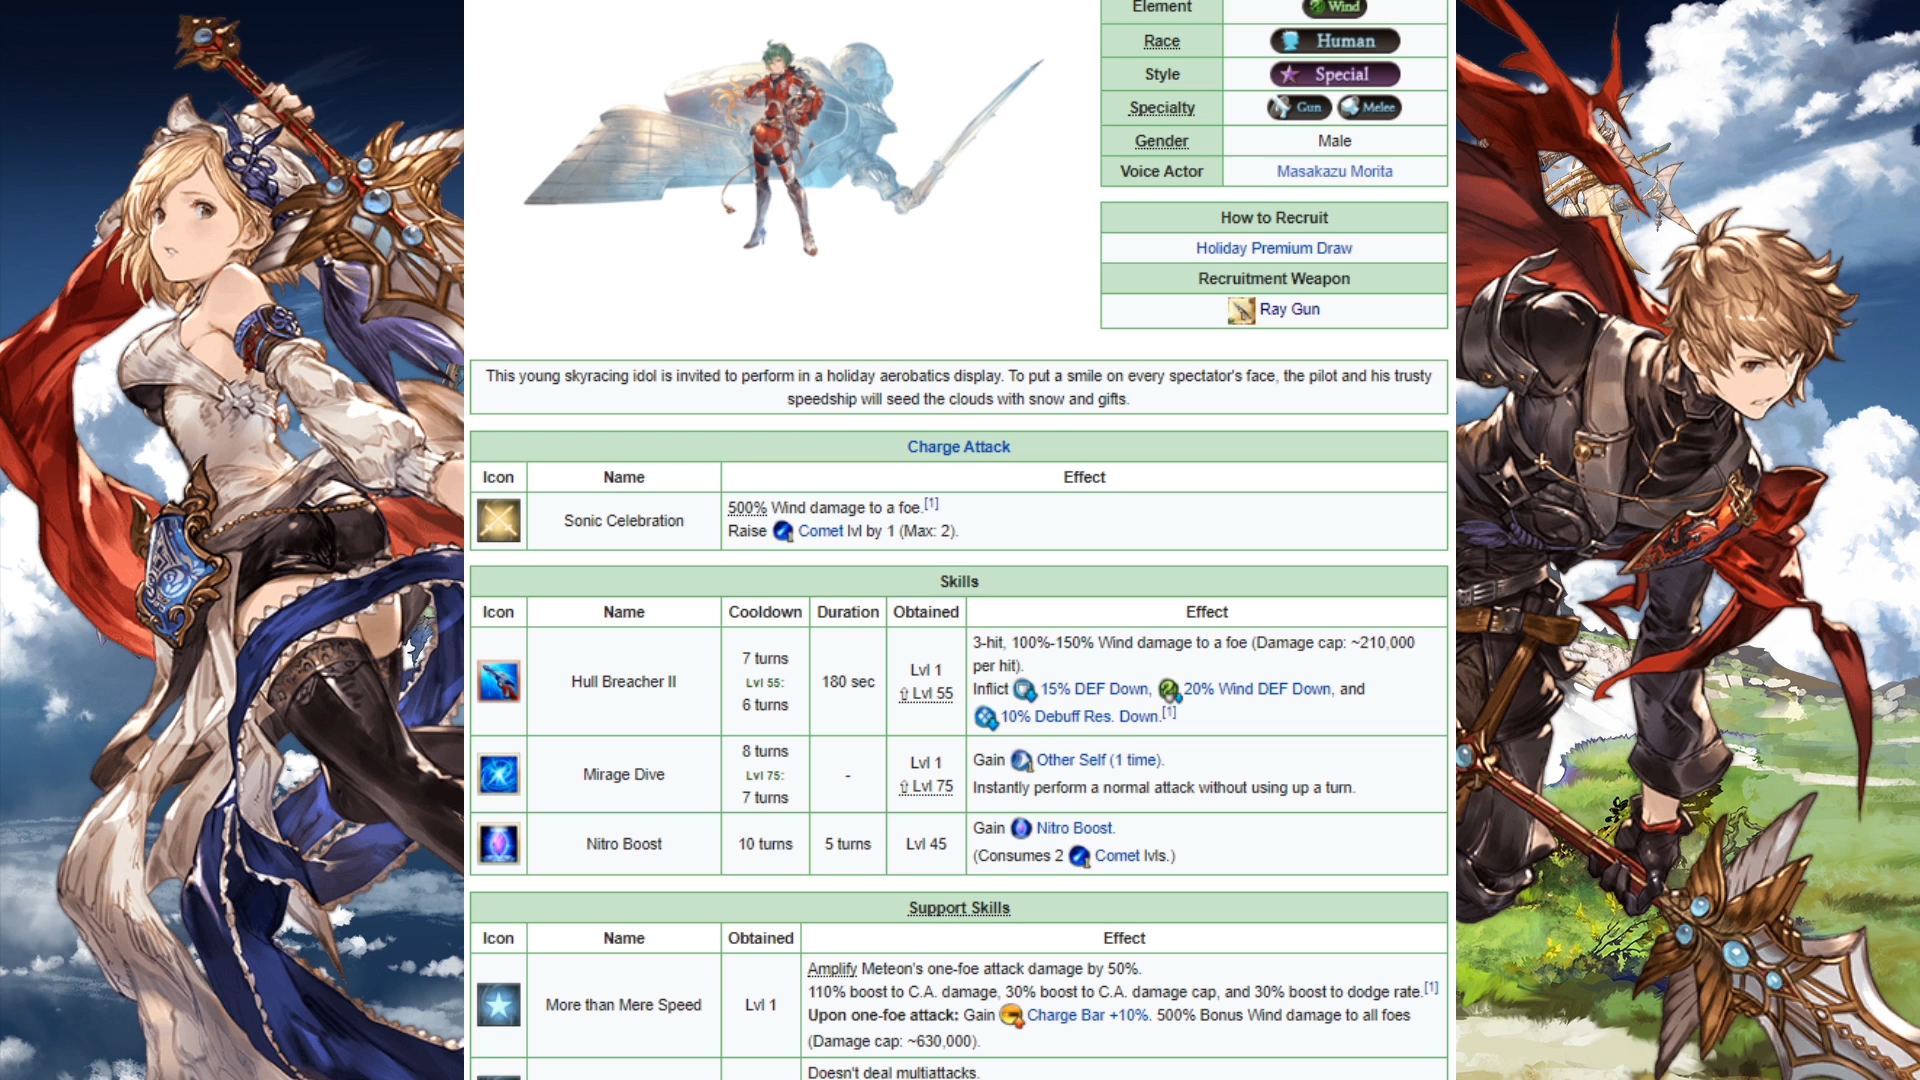 Element Wind
Race Human
Style Special
Specialty Gun Melee
Gender Male
Voice Actor Masakazu Morita
How to Recruit
Holiday Premium Draw
Recruitment Weapon
Ray Gun
This young skyracing idol is invited to perform in a holiday aerobatics display. To put a smile on every spectator's face, the pilot and his trusty
speedship will seed the clouds with snow and gifts.
Charge Attack
Icon Name Effect
Sonic Celebration
500% Wind damage to a foe.[1]
Raise Comet lvl by 1 (Max: 2).
Skills
Icon Name Cooldown Duration Obtained Effect
Hull Breacher II
7 turns
Lvl 55:
6 turns
180 sec
Lvl 1
⇧Lvl 55
3-hit, 100%-150% Wind damage to a foe (Damage cap: ~210,000
per hit).
Inflict 15% DEF Down, 20% Wind DEF Down, and
10% Debuff Res. Down.[1]
Mirage Dive
8 turns
Lvl 75:
7 turns
-
Lvl 1
⇧Lvl 75
Gain Other Self (1 time).
Instantly perform a normal attack without using up a turn.
Nitro Boost
10 turns
5 turns
Lvl 45
Gain Nitro Boost.
(Consumes 2 Comet lvls.)
Support Skills
Icon Name Obtained Effect
More than Mere Speed
Lvl 1
Amplify Meteon's one-foe attack damage by 50%.
110% boost to C.A. damage, 30% boost to C.A. damage cap, and 30% boost to dodge rate.[1]
Upon one-foe attack: Gain Charge Bar +10%. 500% Bonus Wind damage to all foes
(Damage cap: ~630,000).
Doesn't deal multiattacks.